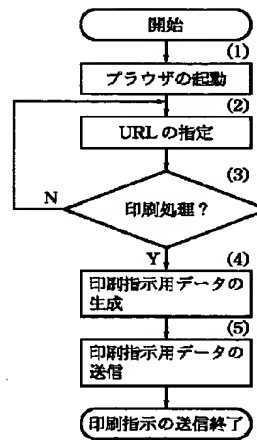 開始
(1)
ブラウザの起動
(2)
URLの指定
(3)
N
印刷処理？
Y
(4)
印刷指示用データの
生成
(5)
印刷指示用データの
送信
印刷指示の送信終了